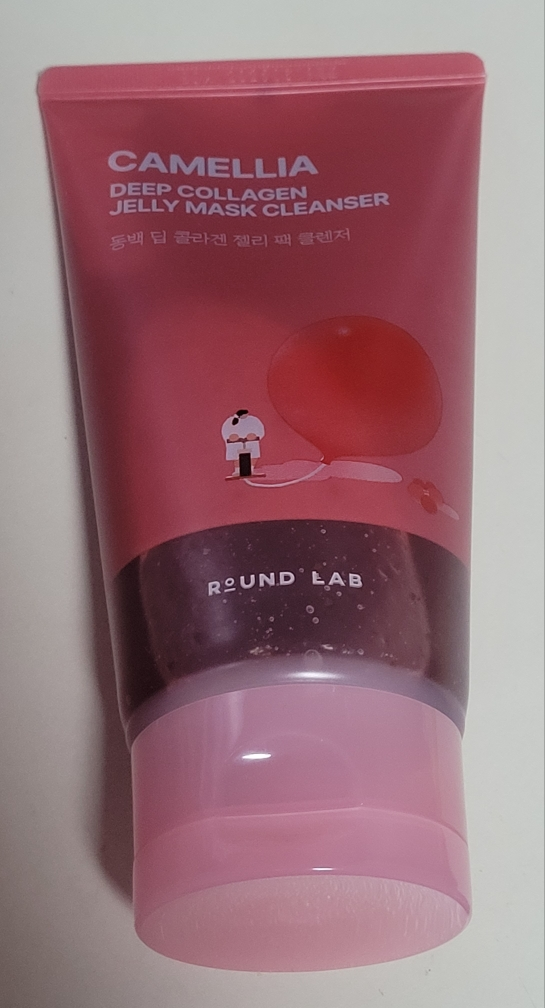 CAMELLIA
DEEP COLLAGEN
JELLY MASK CLEANSER
동백 딥 콜라겐 젤리 팩 클렌저
ROUND LAB